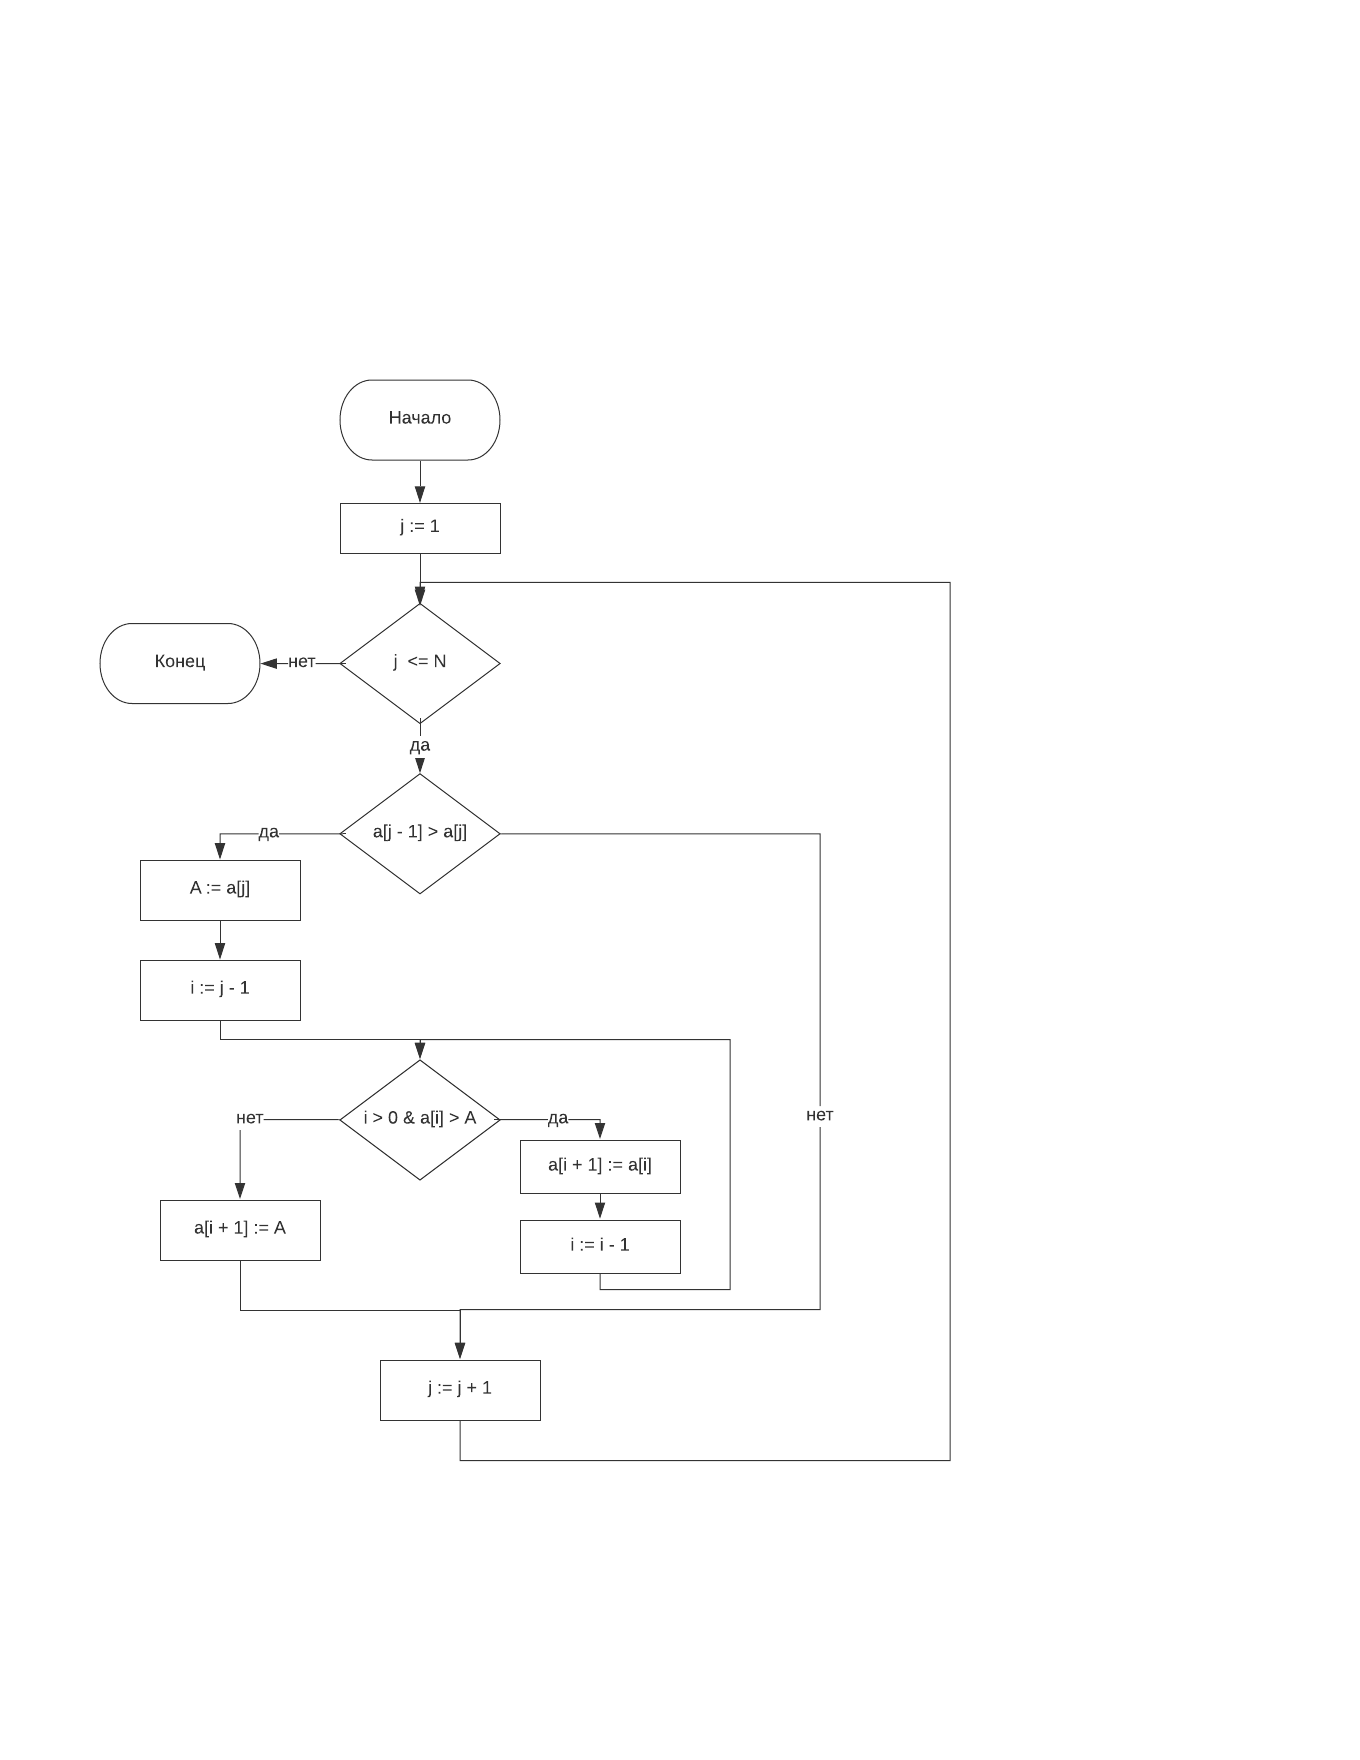 Начало
j := 1
j <= N
нет
Конец
да
a[j - 1] > a[j]
да
A := a[j]
i := j - 1
i > 0 & a[i] > A
нет
да
нет
a[i + 1] := a[i]
a[i + 1] := A
i := i - 1
j := j + 1